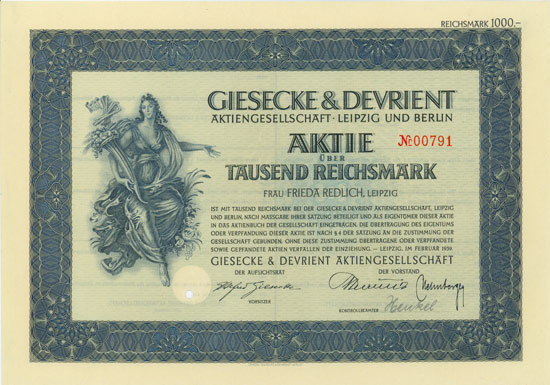 REICHSMARK 1000.–
GIESECKE & DEVRIENT
AKTIENGESELLSCHAFT · LEIPZIG UND BERLIN
AKTIE
№ 00791
ÜBER
TAUSEND REICHSMARK
FRAU FRIEDA REDLICH, LEIPZIG
IST MIT TAUSEND REICHSMARK BEI DER GIESECKE & DEVRIENT AKTIENGESELLSCHAFT, LEIPZIG
UND BERLIN, NACH MASSGABE IHRER SATZUNG BETEILIGT UND ALS EIGENTÜMER DIESER AKTIE
IN DAS AKTIENBUCH DER GESELLSCHAFT EINGETRAGEN. DIE ÜBERTRAGUNG DES EIGENTUMS
ODER VERPFÄNDUNG DIESER AKTIE IST NACH § 4 DER SATZUNG AN DIE ZUSTIMMUNG DER
GESELLSCHAFT GEBUNDEN. OHNE DIESE ZUSTIMMUNG ÜBERTRAGENE ODER VERPFÄNDETE
SOWIE GEPFÄNDETE AKTIEN VERFALLEN DER EINZIEHUNG. – LEIPZIG, IM FEBRUAR
GIESECKE & DEVRIENT AKTIENGESELLSCHAFT
DER AUFSICHTSRAT DER VORSTAND
Giesecke
VORSITZER
KONTROLLBEAMTER Henkel